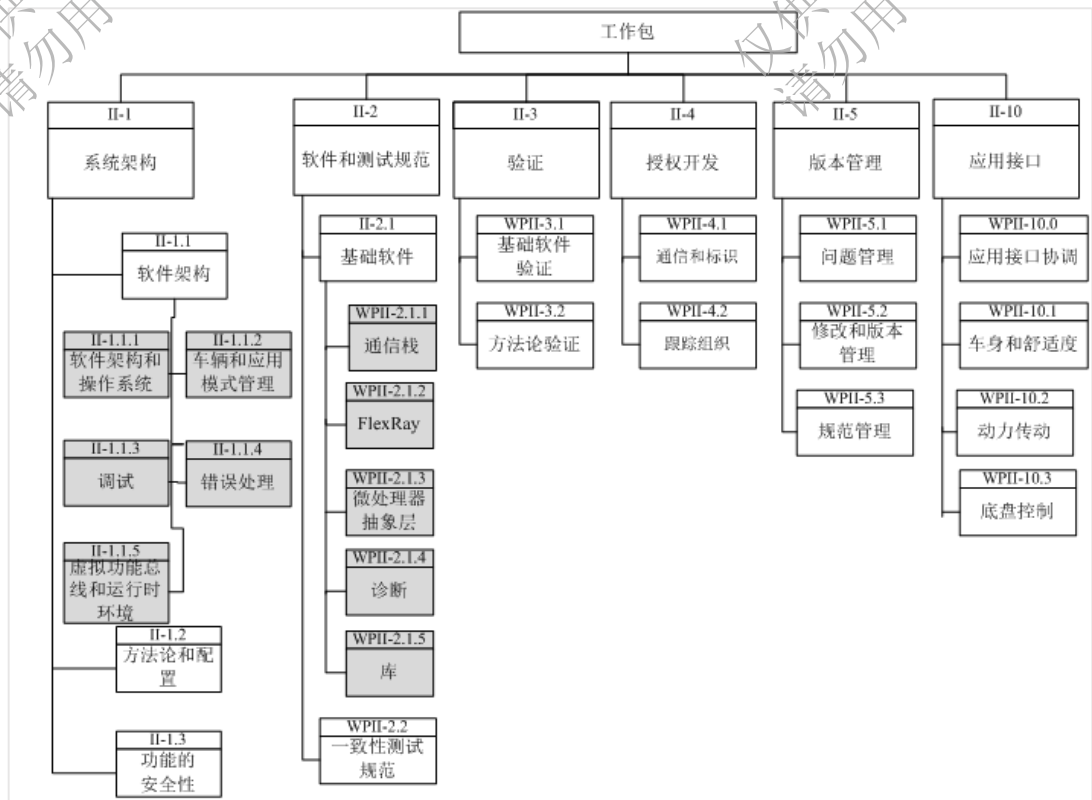 仅供
请勿用
仅供
请勿用
工作包
II-1
系统架构
II-1.1
软件架构
II-1.1.1
软件架构和
操作系统
II-1.1.2
车辆和应用
模式管理
II-1.1.3
调试
II-1.1.4
错误处理
II-1.1.5
虚拟功能总
线和运行时
环境
II-1.2
方法论和配
置
II-1.3
功能的
安全性
II-2
软件和测试规范
II-2.1
基础软件
WPII-2.1.1
通信栈
WPII-2.1.2
FlexRay
WPII-2.1.3
微处理器
抽象层
WPII-2.1.4
诊断
WPII-2.1.5
库
WPII-2.2
一致性测试
规范
II-3
验证
WPII-3.1
基础软件
验证
WPII-3.2
方法论验证
II-4
授权开发
WPII-4.1
通信和标识
WPII-4.2
跟踪组织
II-5
版本管理
WPII-5.1
问题管理
WPII-5.2
修改和版本
管理
WPII-5.3
规范管理
II-10
应用接口
WPII-10.0
应用接口协调
WPII-10.1
车身和舒适度
WPII-10.2
动力传动
WPII-10.3
底盘控制